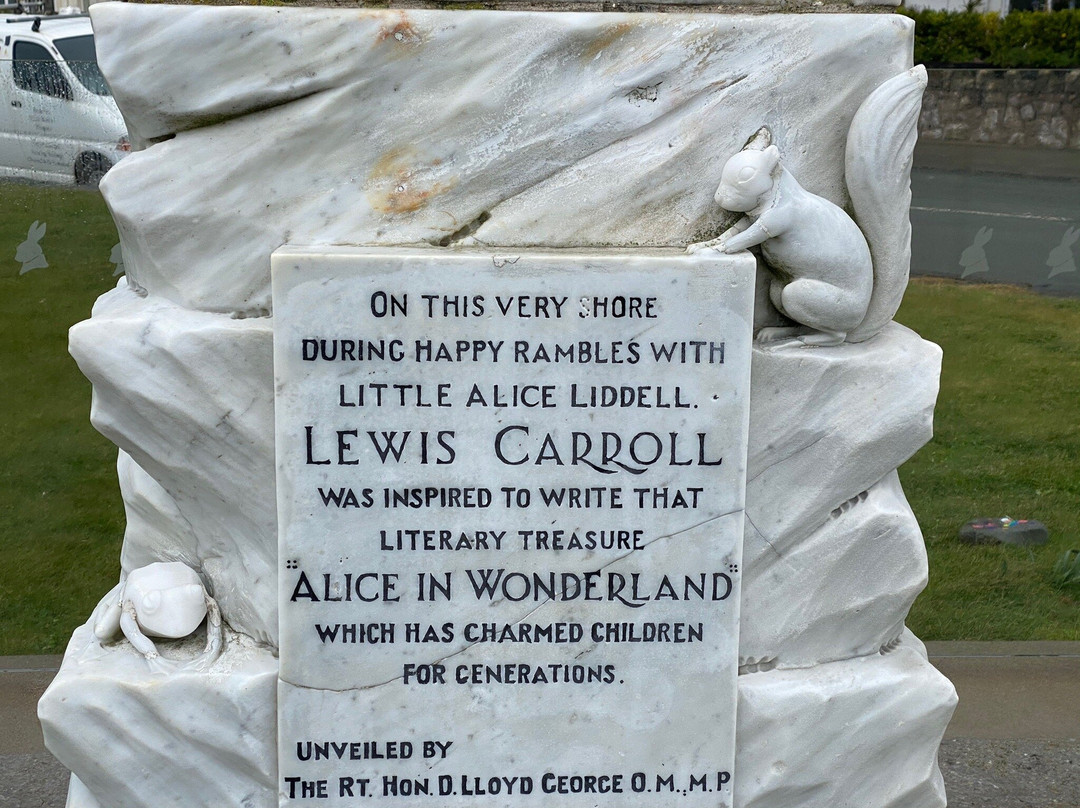 ON THIS VERY SHORE
DURING HAPPY RAMBLES WITH
LITTLE ALICE LIDDELL.
LEWIS CARROLL
WAS INSPIRED TO WRITE THAT
LITERARY TREASURE
"ALICE IN WONDERLAND"
WHICH HAS CHARMED CHILDREN
FOR GENERATIONS.
UNVEILED BY
THE RT. HON. D. LLOYD GEORGE O.M., M.P.